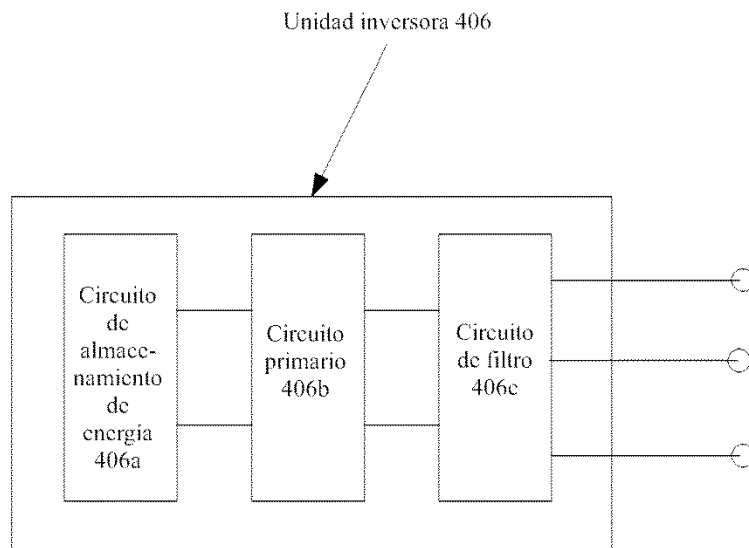 Unidad inversora 406
Circuito
de
almace-
namiento
de
energía
406a
Circuito
primario
406b
Circuito
de filtro
406c